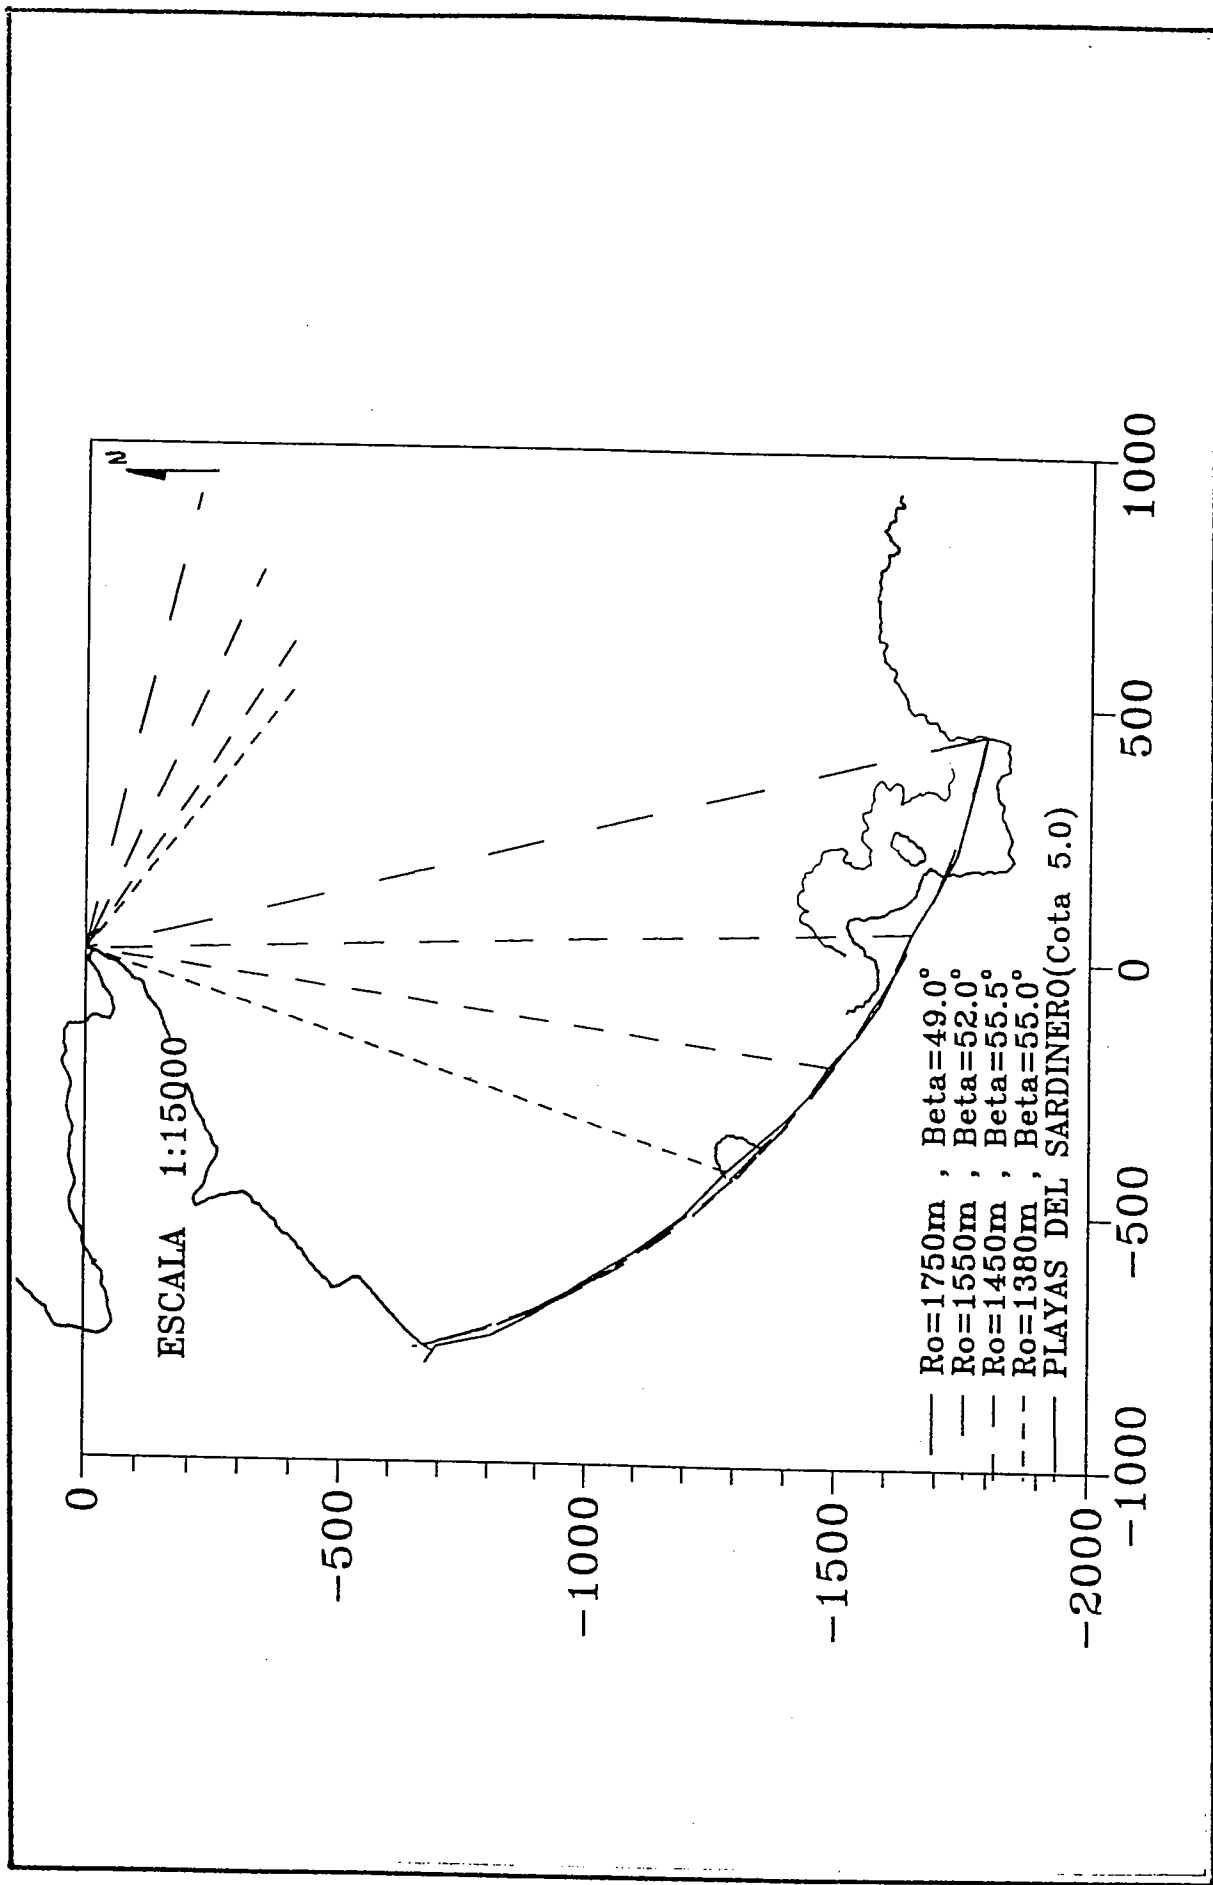 N
ESCALA 1:15000
0
-500
-1000
-1500
-2000
-1000
-500
0
500
1000
Ro=1750m , Beta=49.0°
Ro=1550m , Beta=52.0°
Ro=1450m , Beta=55.5°
Ro=1380m , Beta=55.0°
PLAYAS DEL SARDINERO(Cota 5.0)